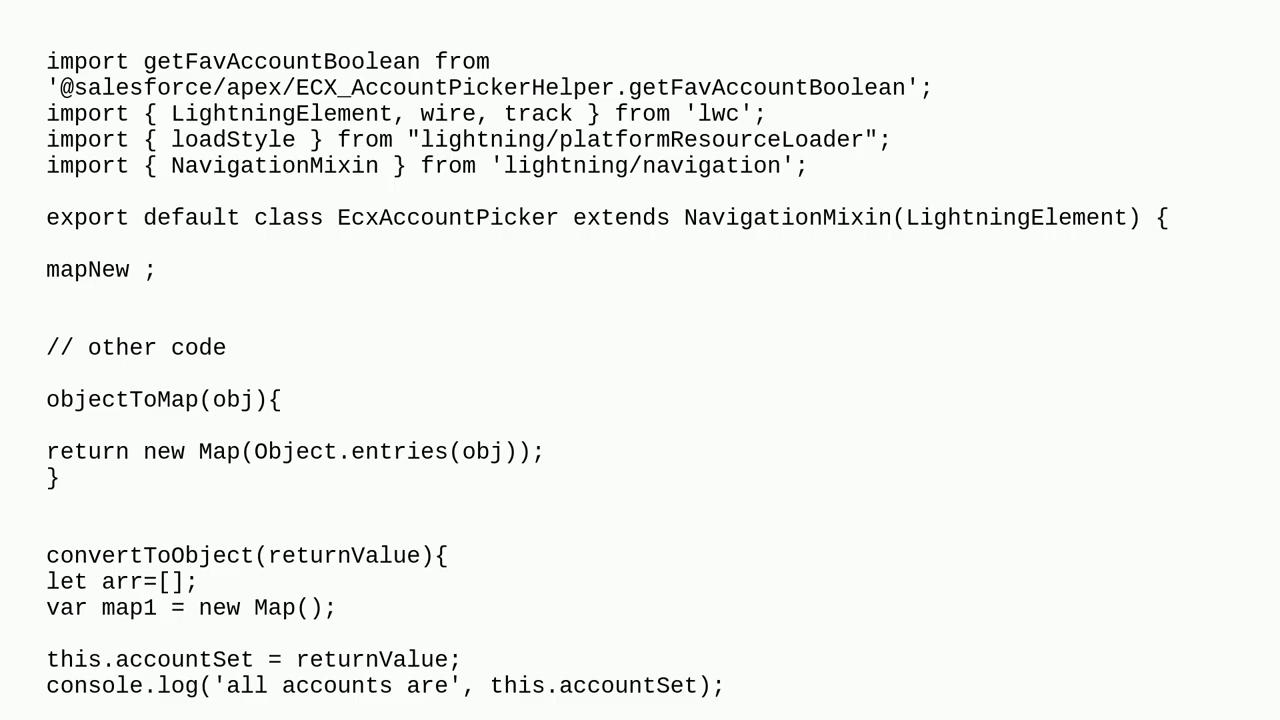 import getFavAccountBoolean from
'@salesforce/apex/ECX_AccountPickerHelper.getFavAccountBoolean';
import { LightningElement, wire, track } from 'lwc';
import { loadStyle } from "lightning/platformResourceLoader";
import { NavigationMixin } from 'lightning/navigation';
export default class EcxAccountPicker extends NavigationMixin(LightningElement) {
mapNew ;
// other code
objectToMap(obj){
return new Map(Object.entries(obj));
}
convertToObject(returnValue){
let arr=[];
var map1 = new Map();
this.accountSet = returnValue;
console.log('all accounts are', this.accountSet);